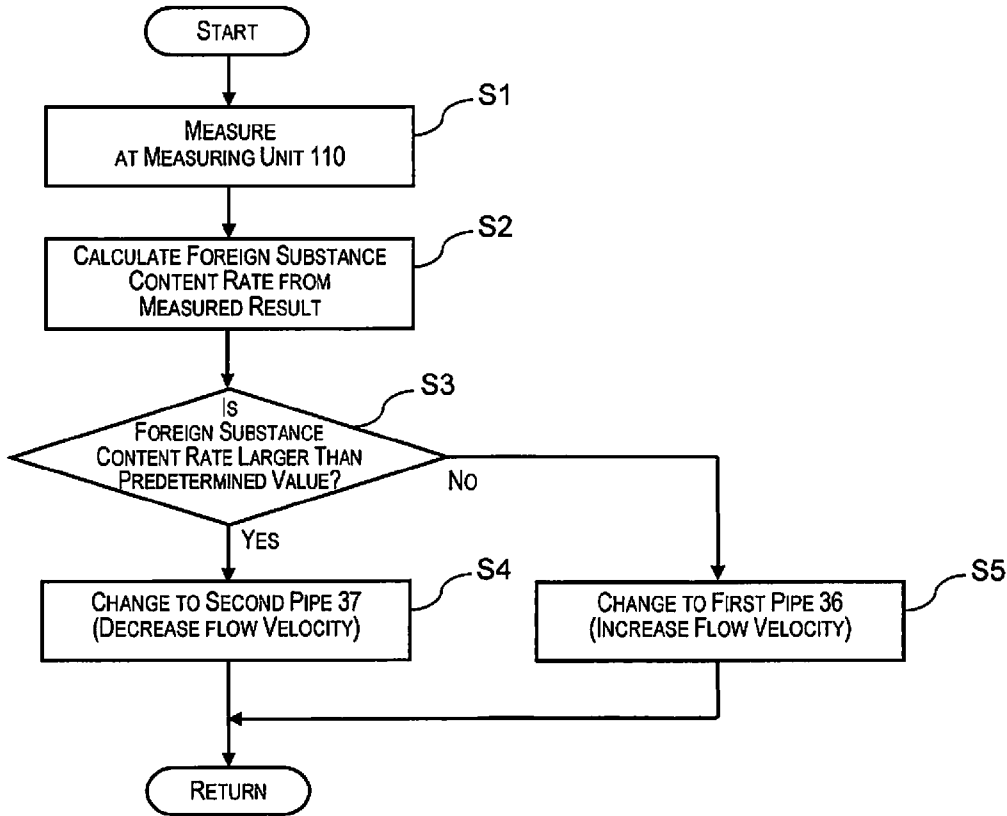 START
S1
MEASURE
AT MEASURING UNIT 110
S2
CALCULATE FOREIGN SUBSTANCE
CONTENT RATE FROM
MEASURED RESULT
S3
IS
FOREIGN SUBSTANCE
CONTENT RATE LARGER THAN
PREDETERMINED VALUE?
NO
YES
S4
CHANGE TO SECOND PIPE 37
(DECREASE FLOW VELOCITY)
S5
CHANGE TO FIRST PIPE 36
(INCREASE FLOW VELOCITY)
RETURN